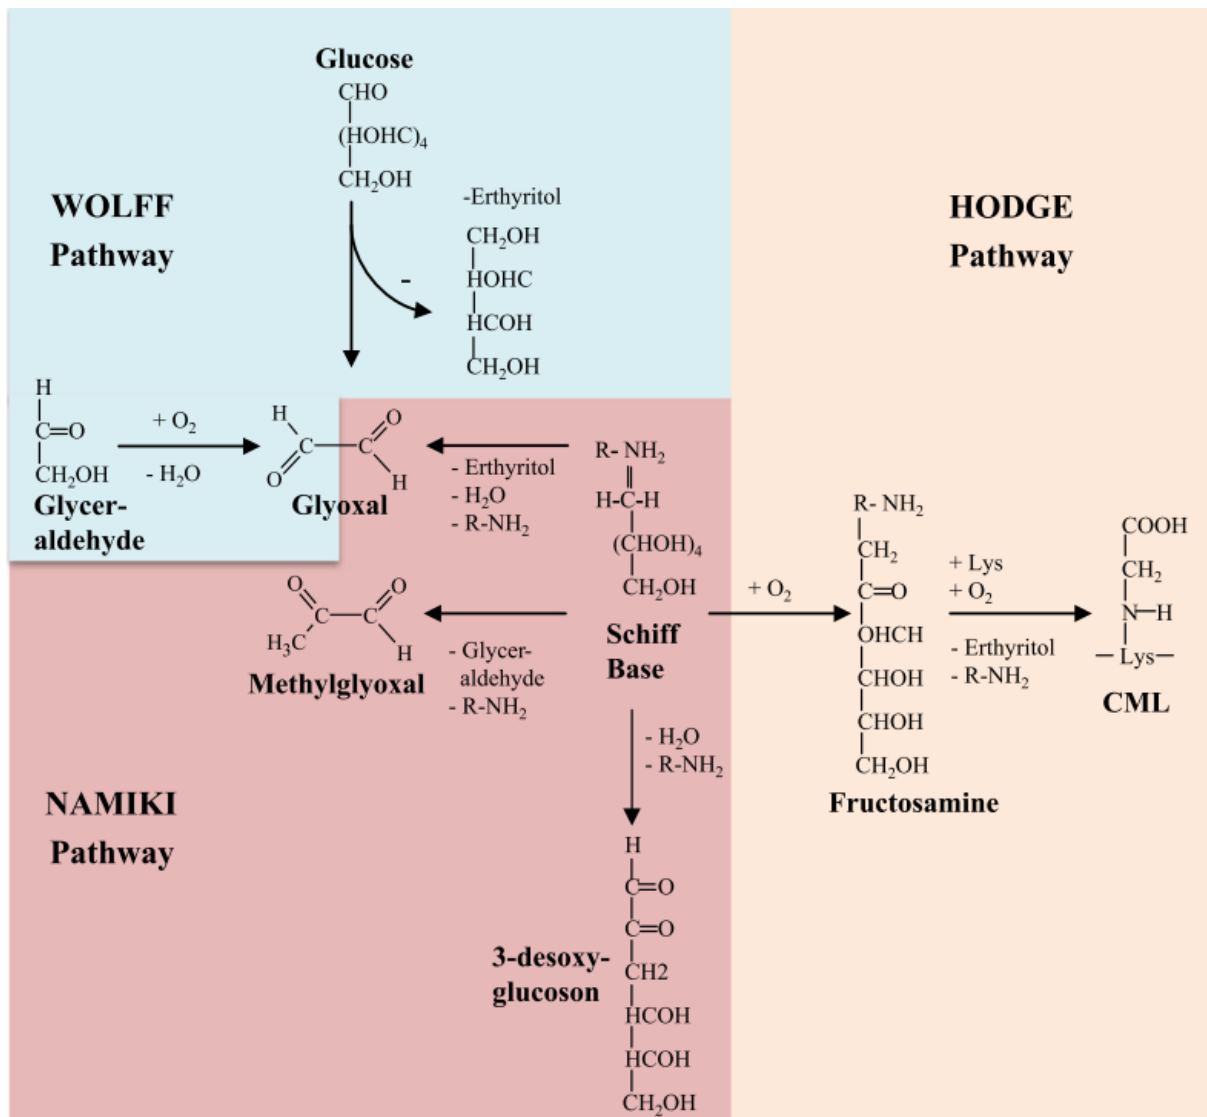 Glucose
CHO
(HOHC)4
CH2OH
WOLFF
Pathway
-Erthyritol
CH2OH
HOHC
HCOH
CH2OH
-
HODGE
Pathway
H
C=O
CH2OH
Glycer-
aldehyde
+ O2
- H2O
H
C
O
C
O
H
Glyoxal
- Erthyritol
- H2O
- R-NH2
R- NH2
H-C-H
(CHOH)4
CH2OH
Schiff
Base
O
C
H3C
O
C
H
Methylglyoxal
- Glycer-
aldehyde
- R-NH2
+ O2
R- NH2
CH2
C=O
OHCH
CHOH
CHOH
CH2OH
Fructosamine
+ Lys
+ O2
- Erthyritol
- R-NH2
COOH
CH2
N-H
-Lys-
CML
NAMIKI
Pathway
- H2O
- R-NH2
H
C=O
C=O
CH2
HCOH
HCOH
CH2OH
3-desoxy-
glucoson